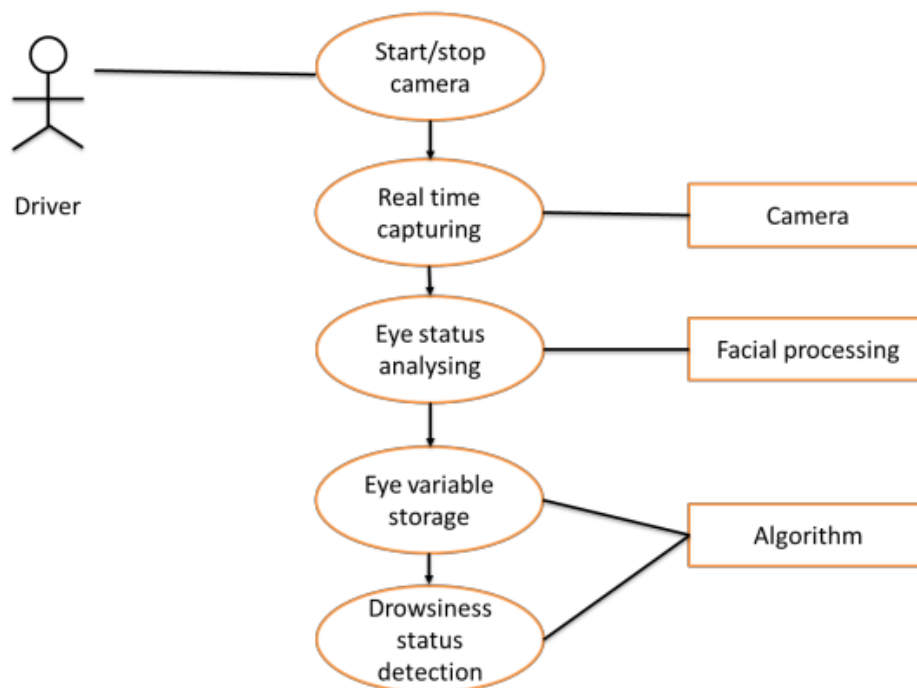 Start/stop
camera
Driver
Real time
capturing
Camera
Eye status
analysing
Facial processing
Eye variable
storage
Algorithm
Drowsiness
status
detection